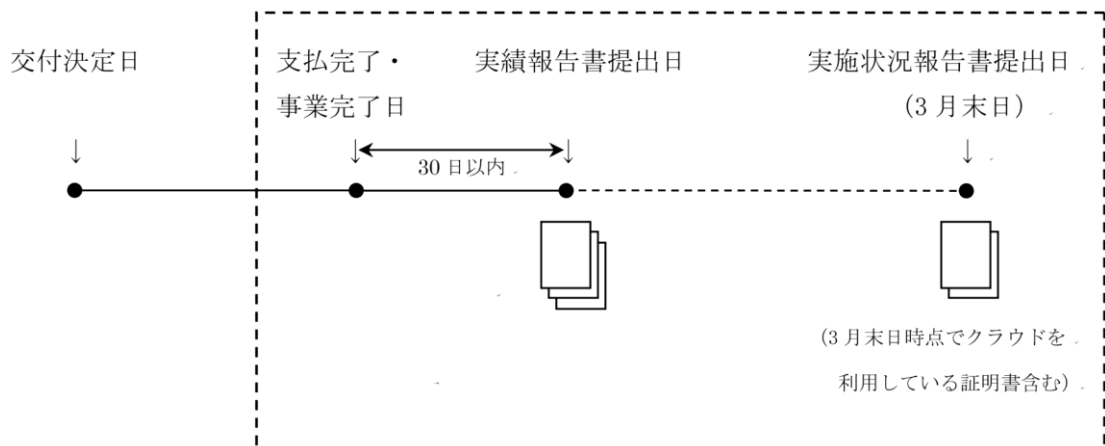 交付決定日
支払完了・
事業完了日
実績報告書提出日
実施状況報告書提出日
(3月末日)
↓
↓
↓
↓
30日以内
(3月末日時点でクラウドを
利用している証明書含む)